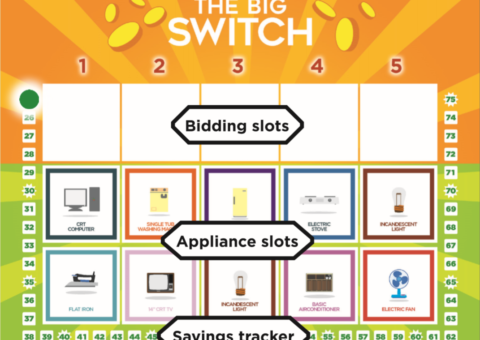 THE BIG
SWITCH
1 2 3 4 5
Bidding slots
26
27
28
29
30
31
32
33
34
35
36
37
75
74
73
72
71
70
69
68
67
66
65
64
63
CRT
COMPUTER
SINGLE TUB
WASHING
ELECTRIC
STOVE
INCANDESCENT
LIGHT
Appliance slots
FLAT IRON
14" CRT TV
INCANDESCENT
LIGHT
BASIC
AIRCONDITIONER
ELECTRIC FAN
38 39 40 41 42 43 44 45
Savings tracker
55 56 57 58 59 60 61 62